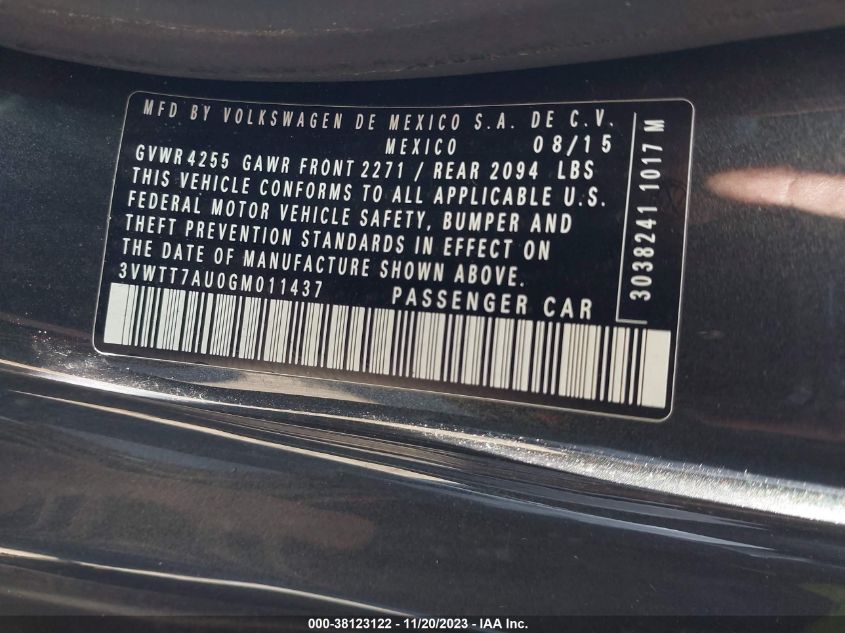 MFD BY VOLKSWAGEN DE MEXICO S.A. DE C.V.
MEXICO 08/15
GVWR 4255 GAWR FRONT 2271 / REAR 2094 LBS
THIS VEHICLE CONFORMS TO ALL APPLICABLE U.S.
FEDERAL MOTOR VEHICLE SAFETY, BUMPER AND
THEFT PREVENTION STANDARDS IN EFFECT ON
THE DATE OF MANUFACTURE SHOWN ABOVE.
3VWTT7AU0GM011437 PASSENGER CAR
3038241 1017 M
000-38123122 - 11/20/2023 - IAA Inc.